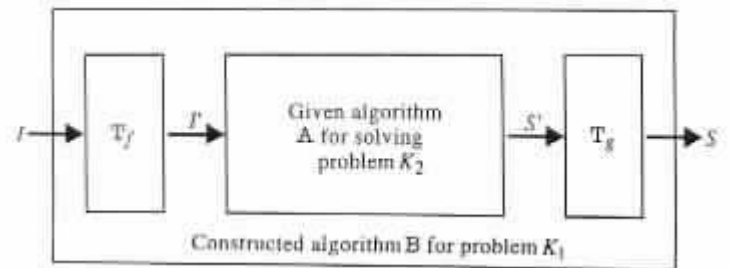 I
T_f
I'
Given algorithm
A for solving
problem K_2
S'
T_g
S
Constructed algorithm B for problem K_1